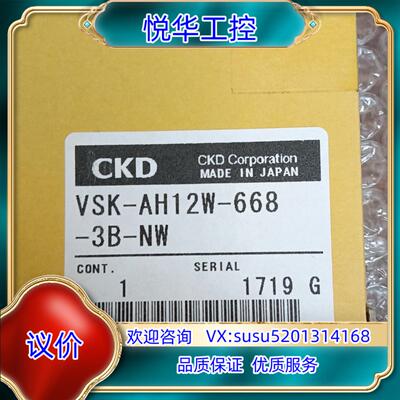 悦华工控
CKD
CKD Corporation
MADE IN JAPAN
VSK-AH12W-668
-3B-NW
CONT.
SERIAL
1
1719 G
议价
欢迎咨询 VX:susu5201314168
品质保证 优质服务